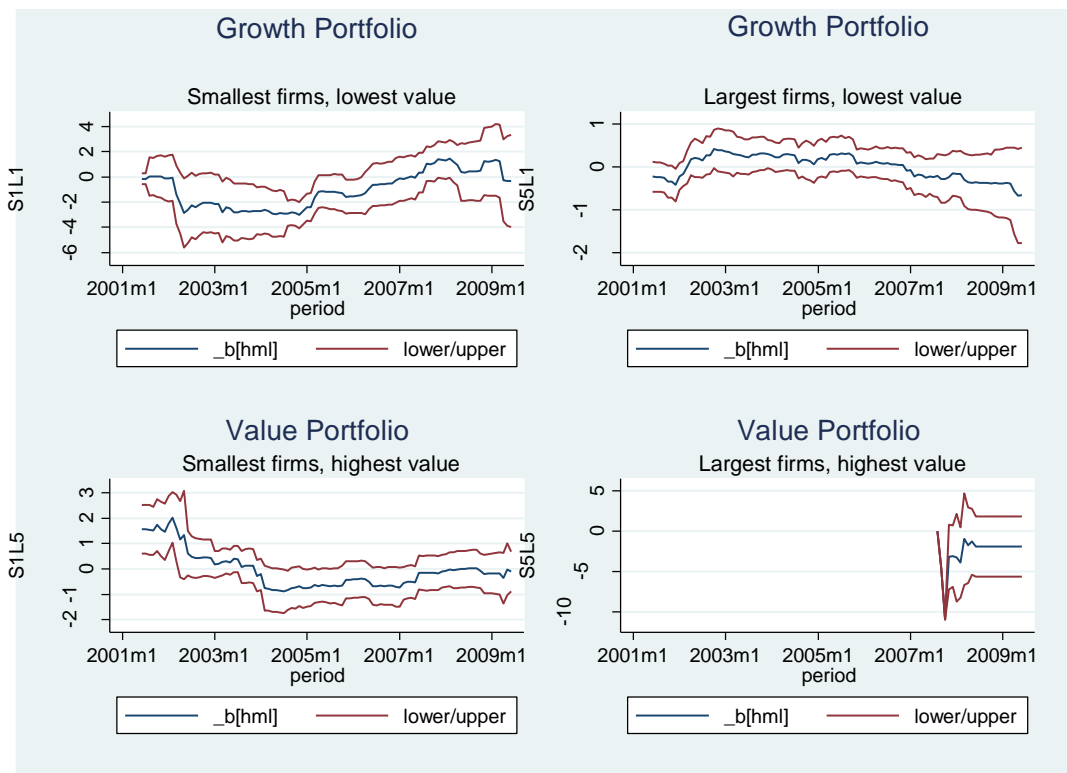 Growth Portfolio
Smallest firms, lowest value
S1L1
4
2
0
-2
-4
-6
2001m1 2003m1 2005m1 2007m1 2009m1
period
_b[hml] lower/upper
Growth Portfolio
Largest firms, lowest value
S5L1
1
0
-1
-2
2001m1 2003m1 2005m1 2007m1 2009m1
period
_b[hml] lower/upper
Value Portfolio
Smallest firms, highest value
S1L5
3
2
1
0
-1
-2
2001m1 2003m1 2005m1 2007m1 2009m1
period
_b[hml] lower/upper
Value Portfolio
Largest firms, highest value
S5L5
5
0
-5
-10
2001m1 2003m1 2005m1 2007m1 2009m1
period
_b[hml] lower/upper